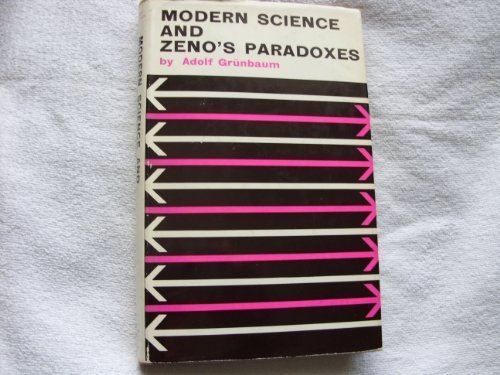 MODERN SCIENCE
AND
ZENO'S PARADOXES
by Adolf Grünbaum
MODERN SCIENCE AND